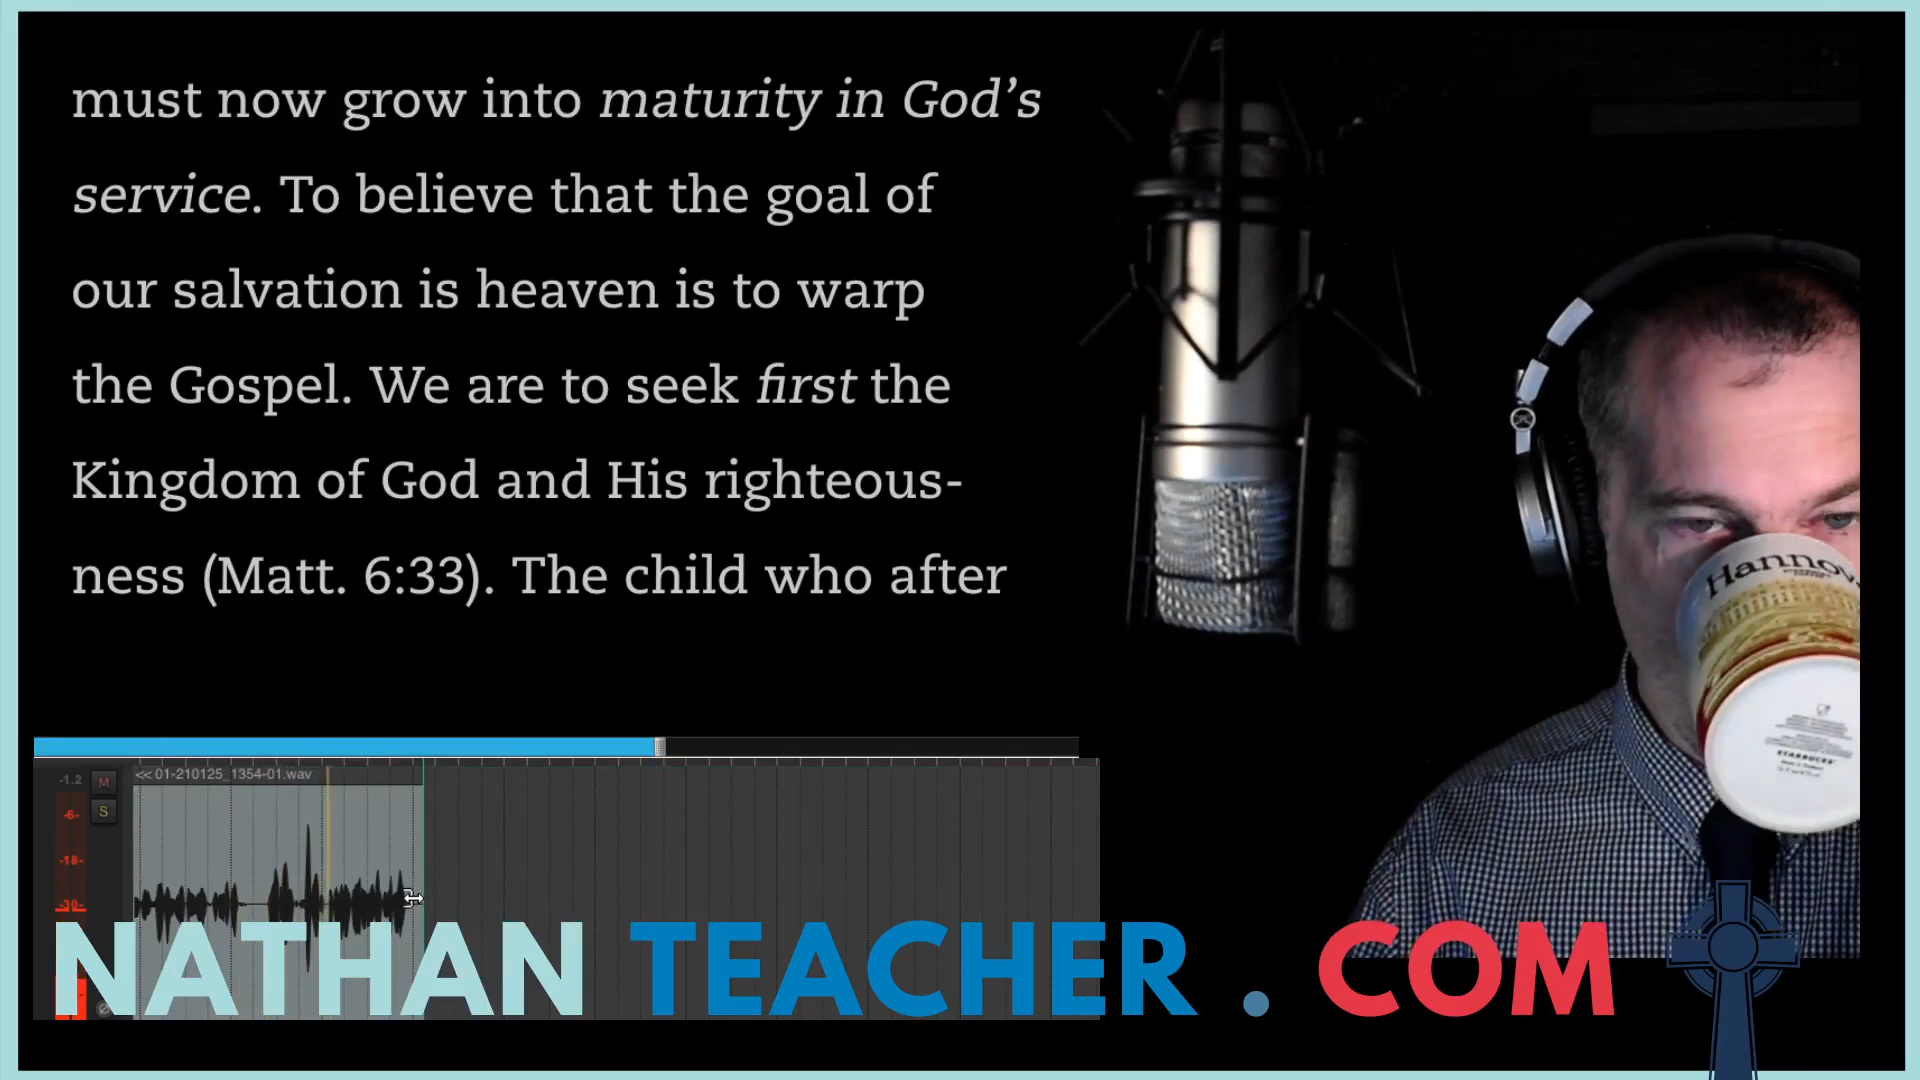 must now grow into maturity in God’s
service. To believe that the goal of
our salvation is heaven is to warp
the Gospel. We are to seek first the
Kingdom of God and His righteous-
ness (Matt. 6:33). The child who after
-1.2
M
<< 01-210125_1354-01.wav
-6-
S
-18-
-30-
Hannov
STARBUCKS
NATHAN TEACHER . COM